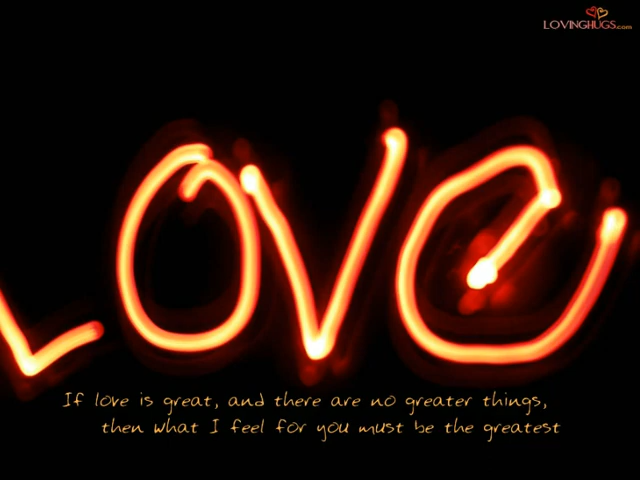 LOVINGHUGS.com
LOVe
If love is great, and there are no greater things,
then what I feel for you must be the greatest